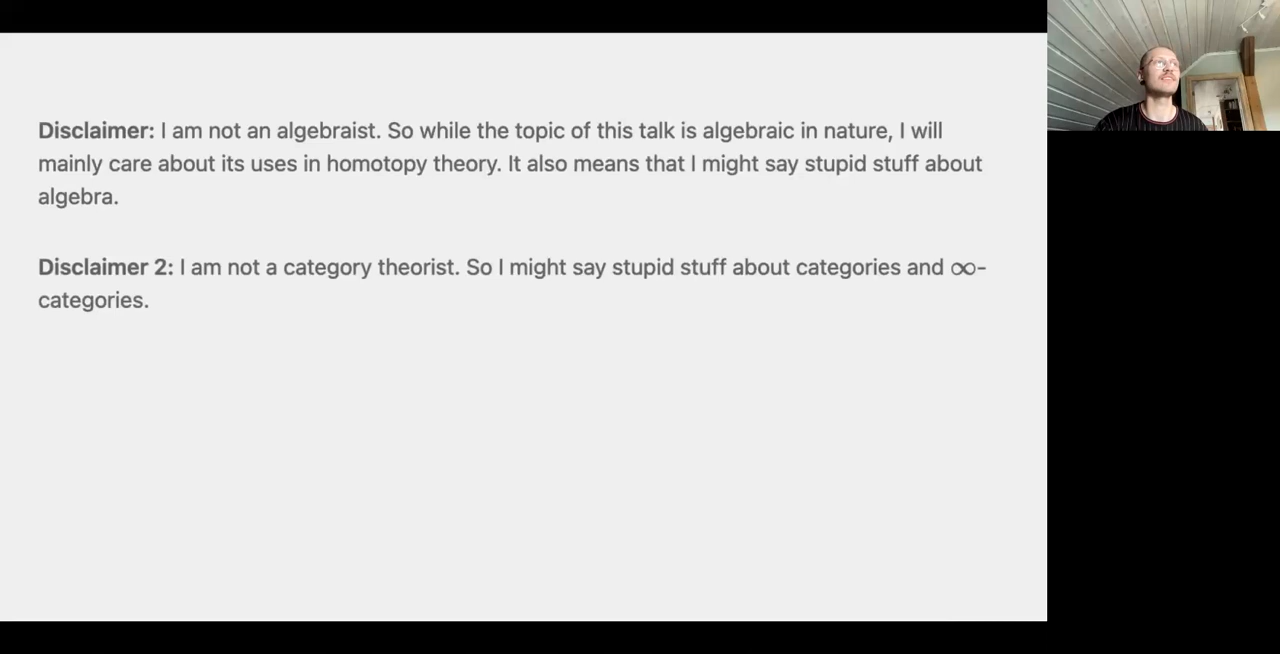 Disclaimer: I am not an algebraist. So while the topic of this talk is algebraic in nature, I will
mainly care about its uses in homotopy theory. It also means that I might say stupid stuff about
algebra.
Disclaimer 2: I am not a category theorist. So I might say stupid stuff about categories and ∞-
categories.